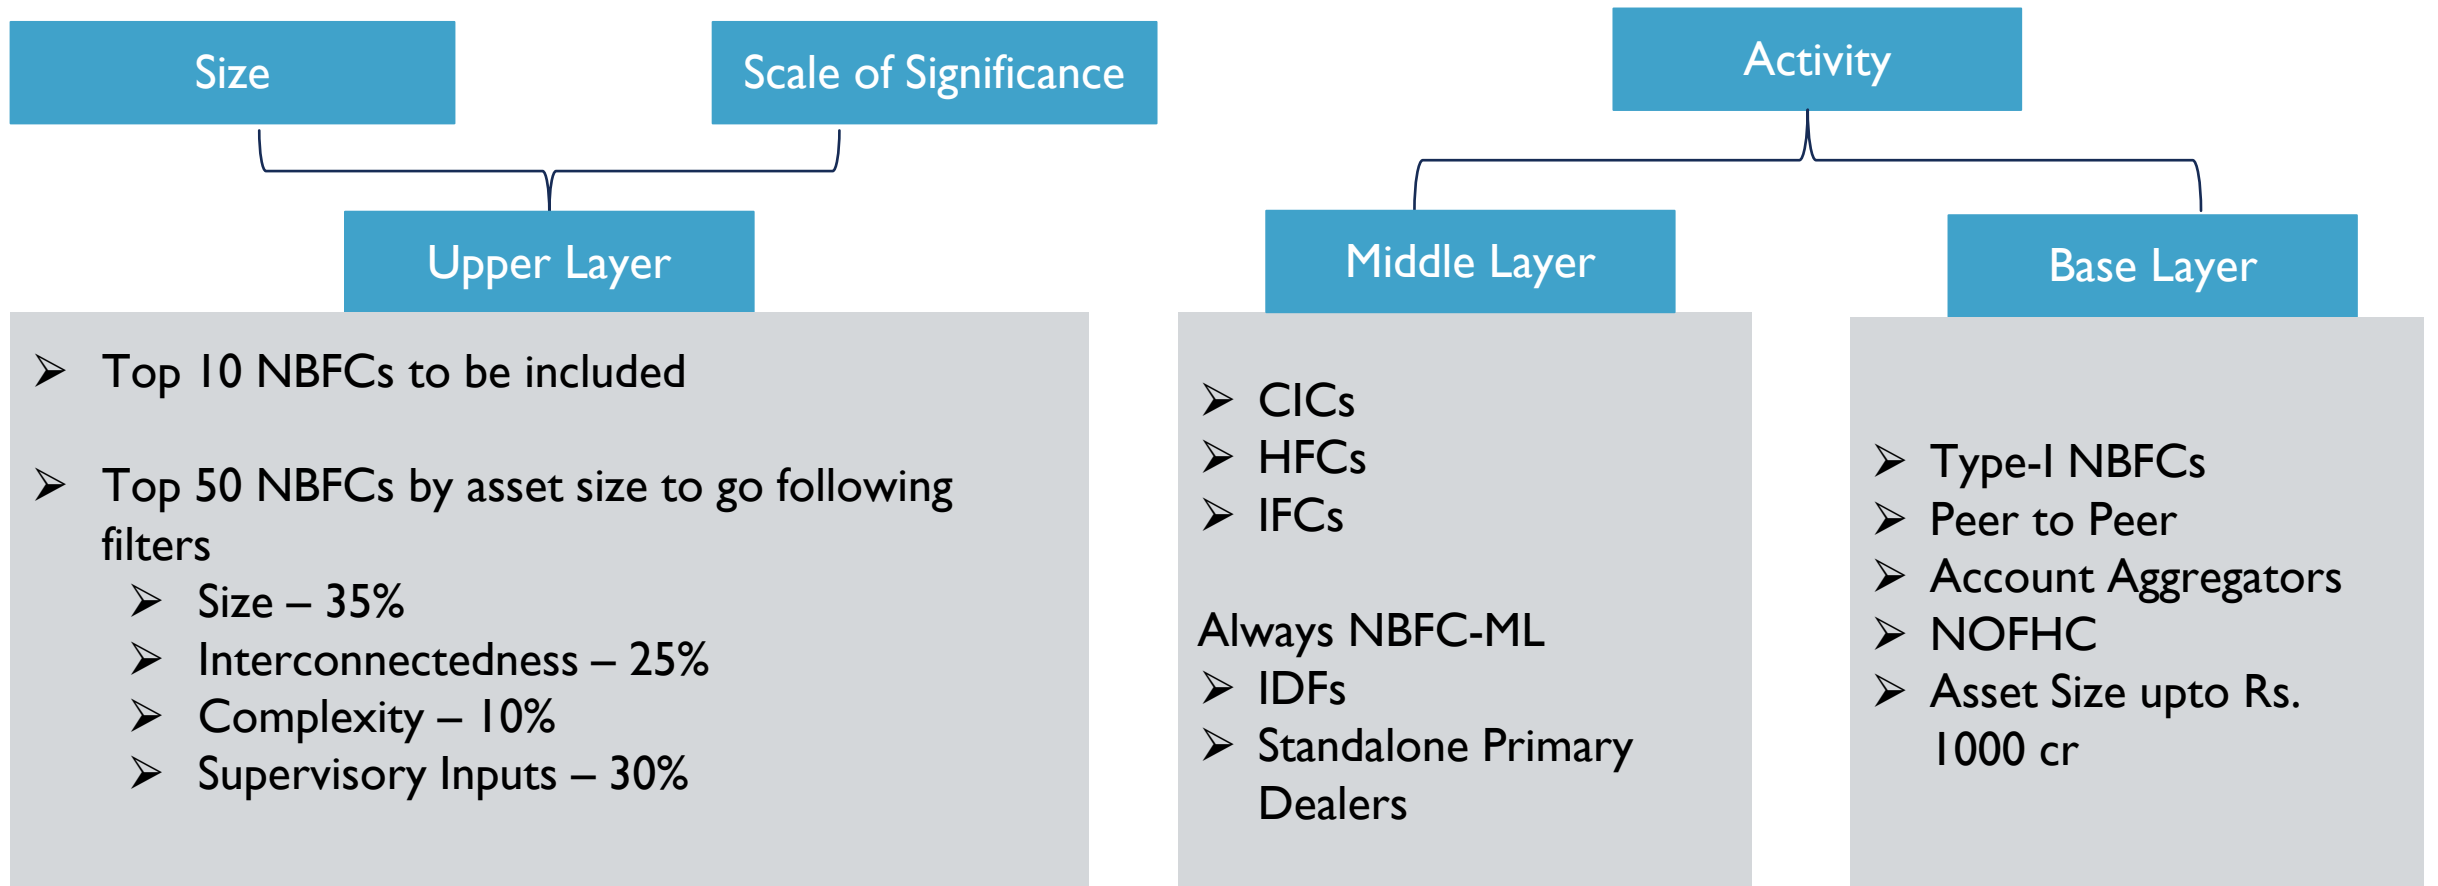 Size
Scale of Significance
Activity
Upper Layer
Middle Layer
Base Layer
➢ Top 10 NBFCs to be included
➢ Top 50 NBFCs by asset size to go following
filters
➢ Size – 35%
➢ Interconnectedness – 25%
➢ Complexity – 10%
➢ Supervisory Inputs – 30%
➢ CICs
➢ HFCs
➢ IFCs
Always NBFC-ML
➢ IDFs
➢ Standalone Primary
Dealers
➢ Type-I NBFCs
➢ Peer to Peer
➢ Account Aggregators
➢ NOFHC
➢ Asset Size upto Rs.
1000 cr